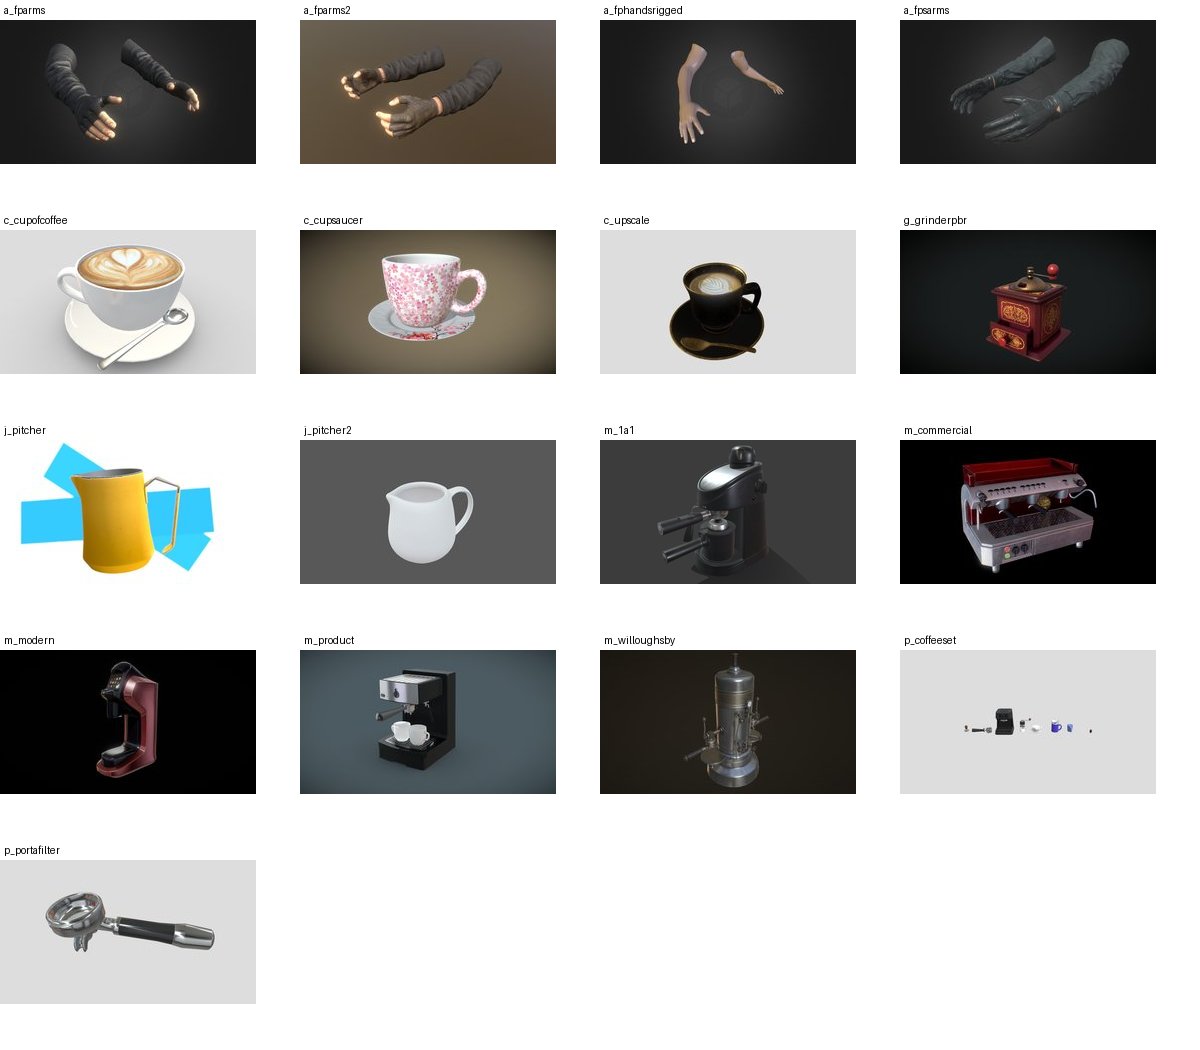 a_fparms
a_fparms2
a_fphandsrigged
a_fpsarms
c_cupofcoffee
c_cupsaucer
c_upscale
g_grinderpbr
j_pitcher
j_pitcher2
m_1a1
m_commercial
m_modern
m_product
m_willoughsby
p_coffeeset
p_portafilter